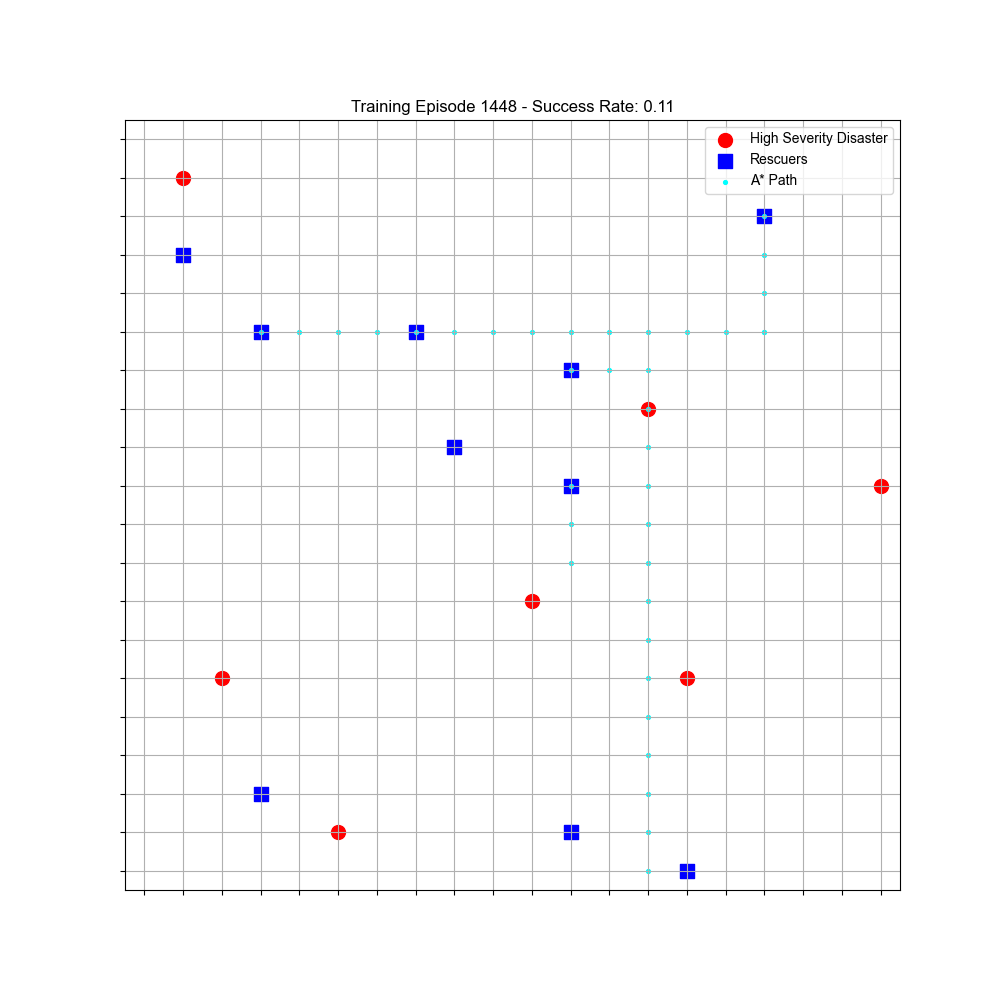 Training Episode 1448 - Success Rate: 0.11
High Severity Disaster
Rescuers
A* Path